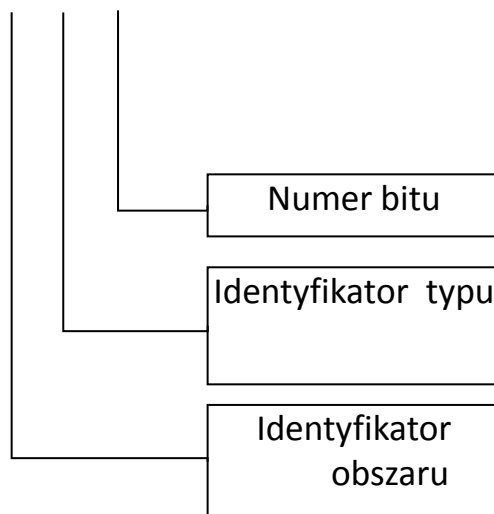 Numer bitu
Identyfikator typu
Identyfikator
obszaru